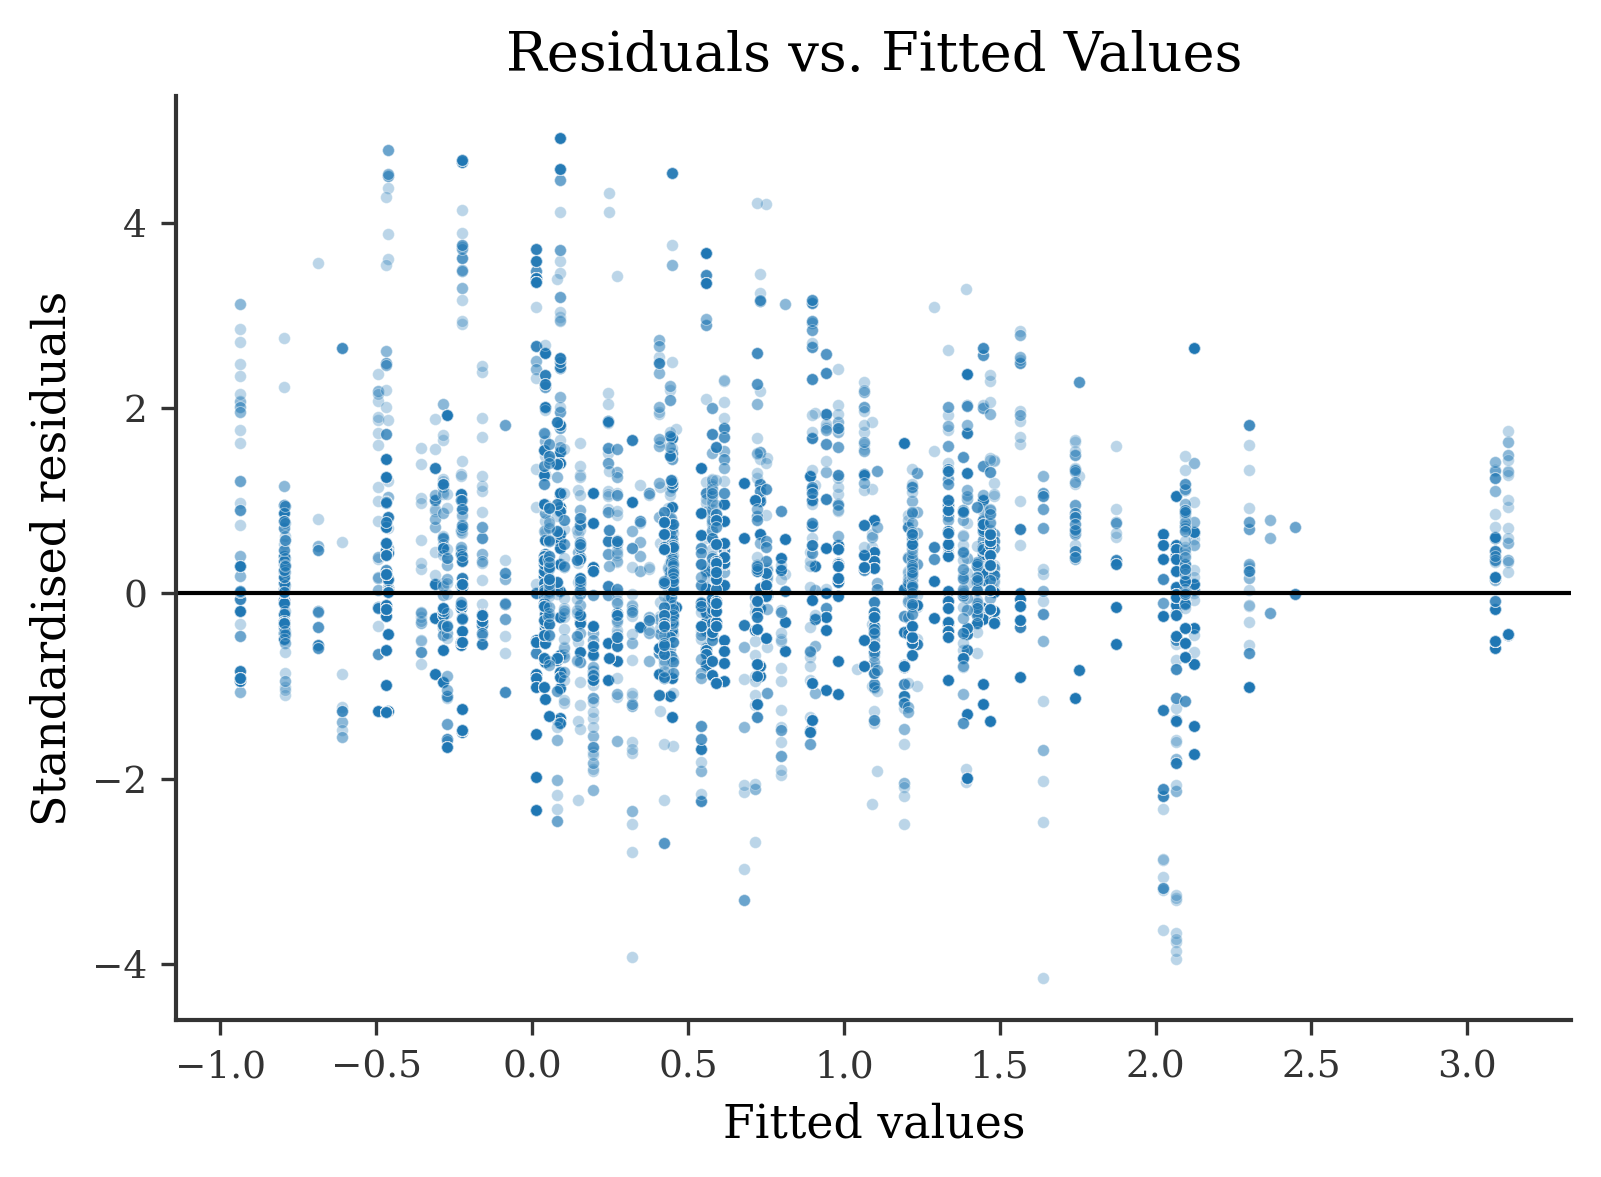 Residuals vs. Fitted Values
Standardised residuals
4
2
0
−2
−4
−1.0 −0.5 0.0 0.5 1.0 1.5 2.0 2.5 3.0
Fitted values